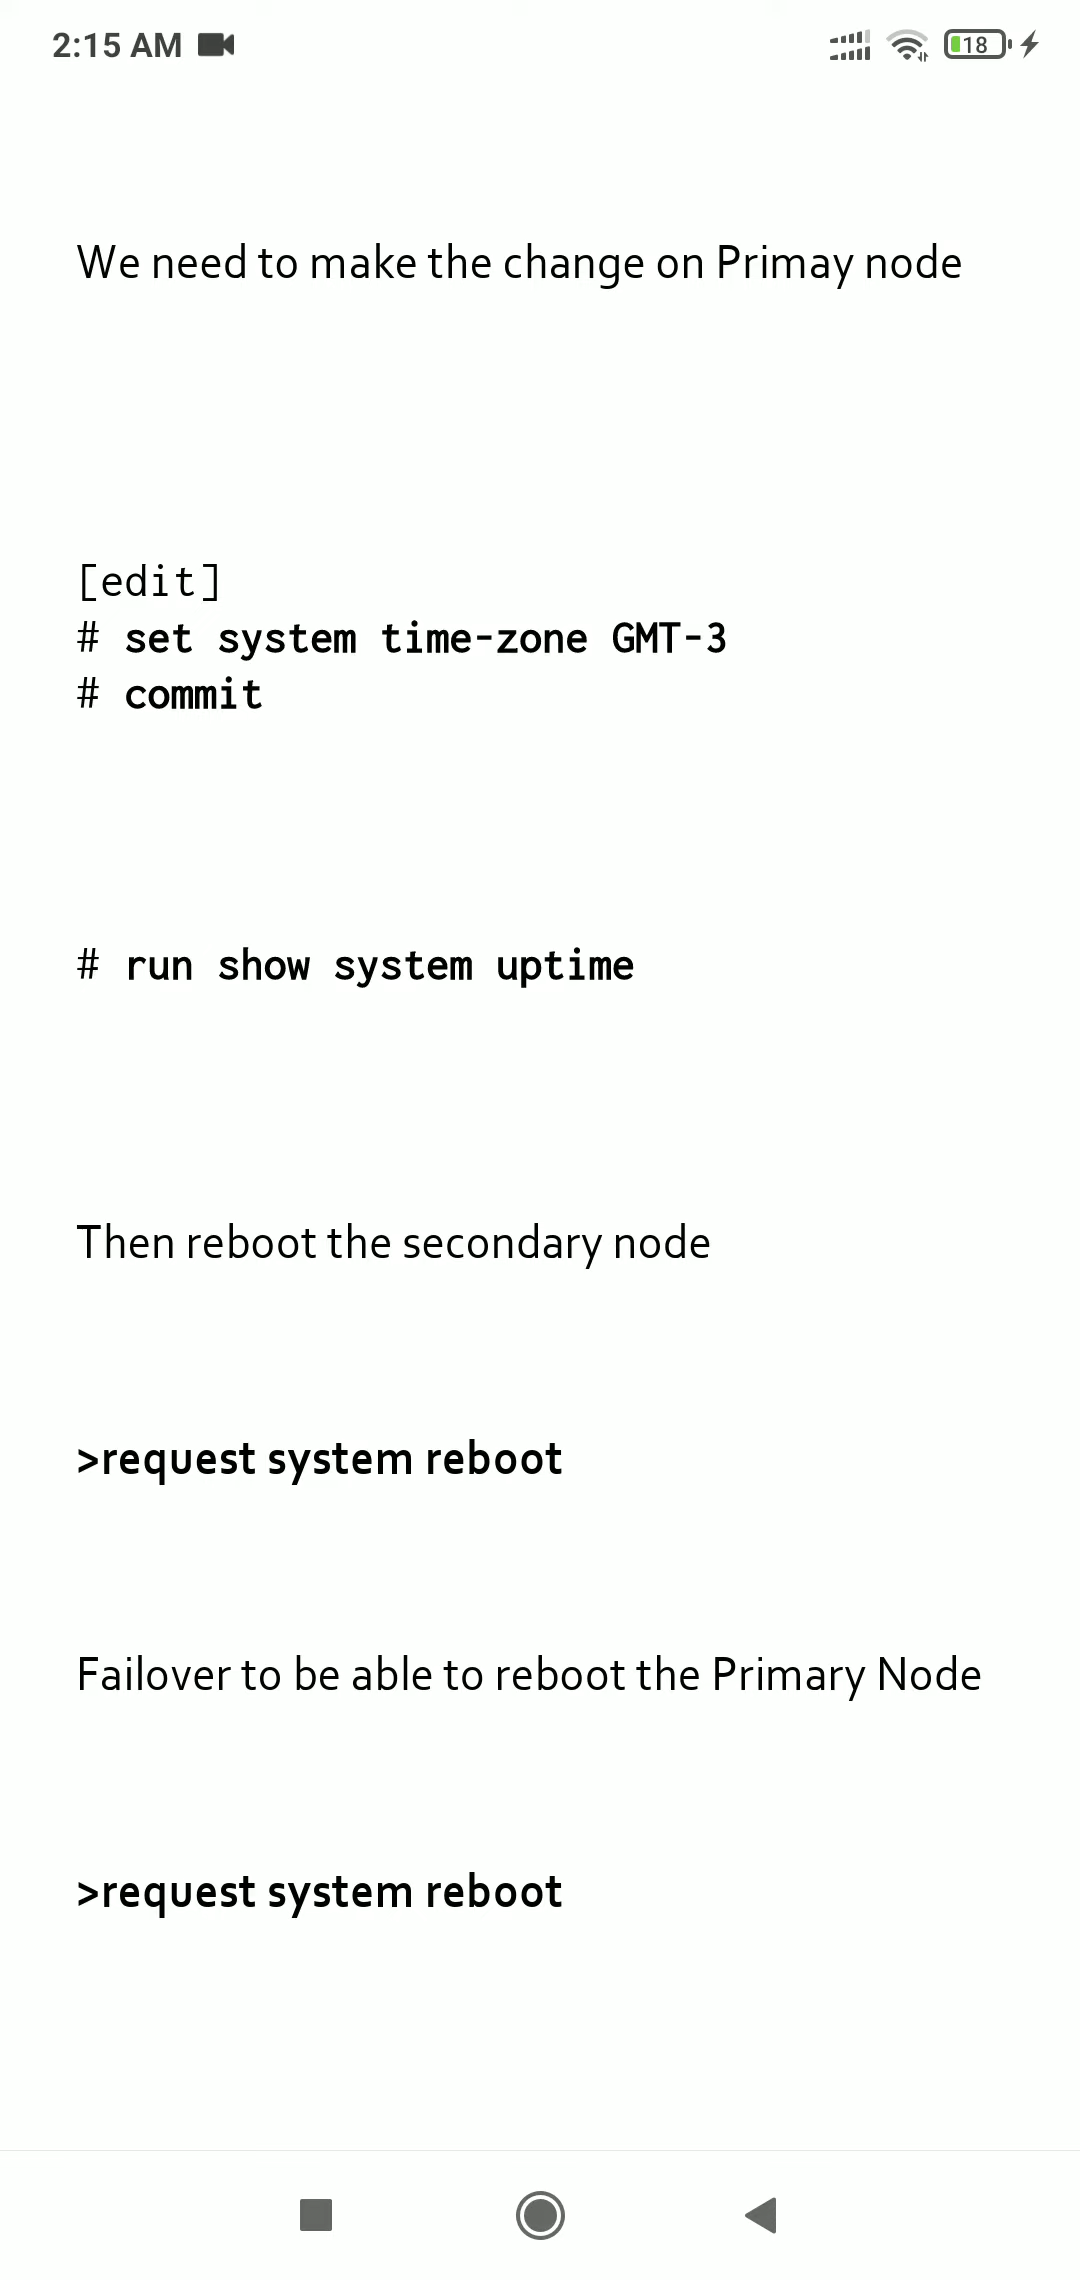 2:15 AM
18
We need to make the change on Primay node
[edit]
# set system time-zone GMT-3
# commit
# run show system uptime
Then reboot the secondary node
>request system reboot
Failover to be able to reboot the Primary Node
>request system reboot